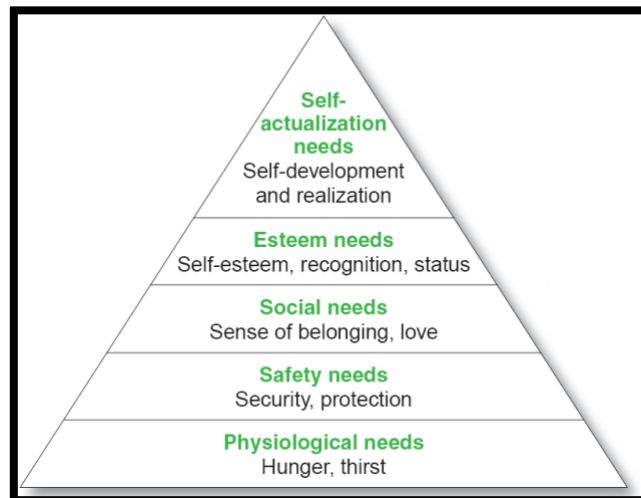 Self-
actualization
needs
Self-development
and realization
Esteem needs
Self-esteem, recognition, status
Social needs
Sense of belonging, love
Safety needs
Security, protection
Physiological needs
Hunger, thirst